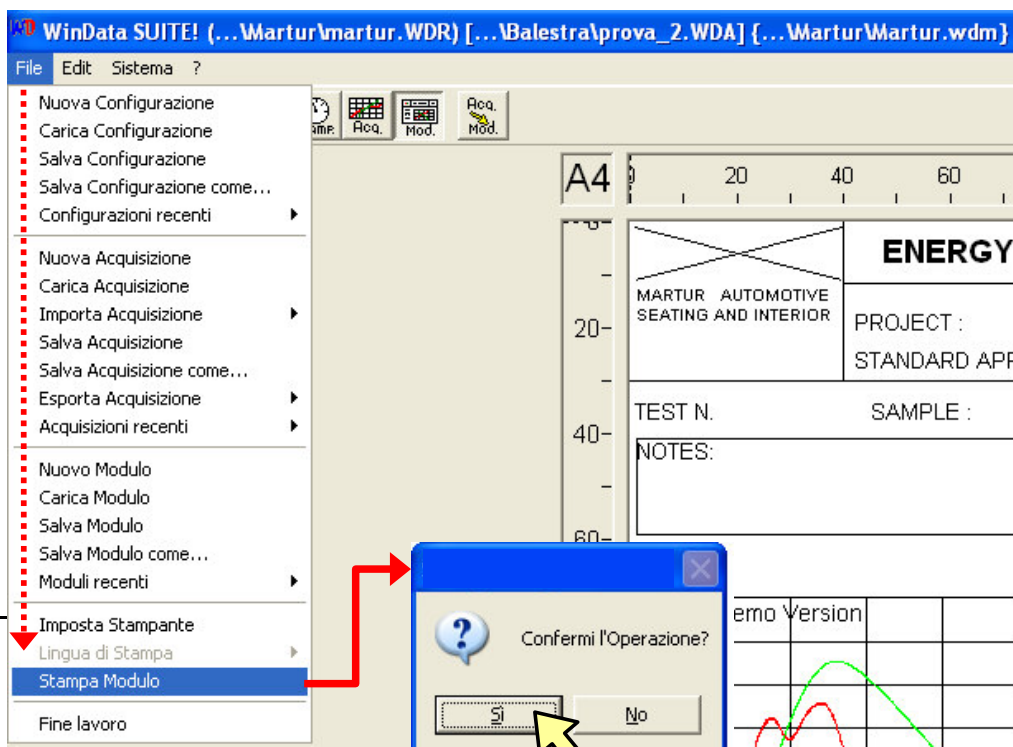 WinData SUITE! (...\Martur\martur.WDR) [...\Balestra\prova_2.WDA] {...\Martur\Martur.wdm}
File Edit Sistema ?
Nuova Configurazione
Carica Configurazione
Salva Configurazione
Salva Configurazione come...
Configurazioni recenti
Nuova Acquisizione
Carica Acquisizione
Importa Acquisizione
Salva Acquisizione
Salva Acquisizione come...
Esporta Acquisizione
Acquisizioni recenti
Nuovo Modulo
Carica Modulo
Salva Modulo
Salva Modulo come...
Moduli recenti
Imposta Stampante
Lingua di Stampa
Stampa Modulo
Fine lavoro
Acq. Mod. Acq.
Mod.
A4 20 40 60
20
40
60
ENERGY
MARTUR AUTOMOTIVE
SEATING AND INTERIOR
PROJECT :
STANDARD APP
TEST N. SAMPLE :
NOTES:
emo Version
Confermi l'Operazione?
Sì No